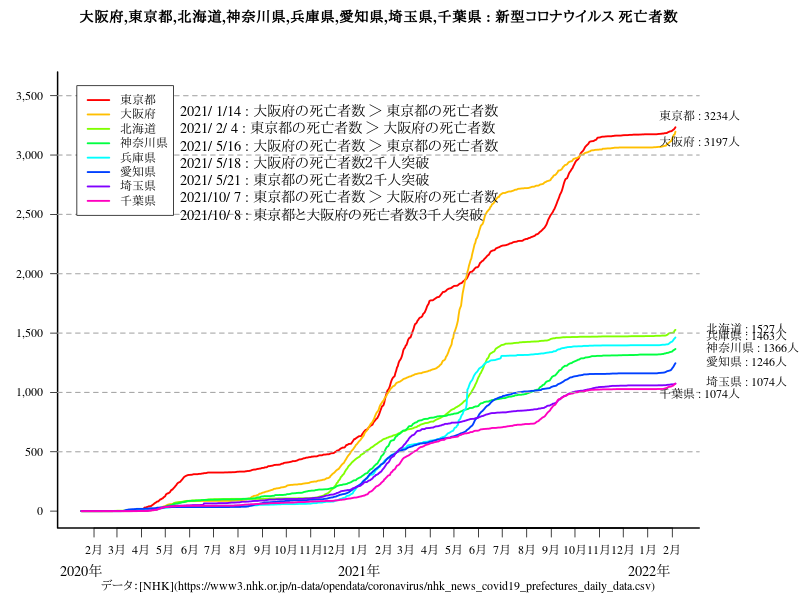 大阪府,東京都,北海道,神奈川県,兵庫県,愛知県,埼玉県,千葉県 : 新型コロナウイルス 死亡者数
東京都
大阪府
北海道
神奈川県
兵庫県
愛知県
埼玉県
千葉県
2021/ 1/14 : 大阪府の死亡者数 ＞ 東京都の死亡者数
2021/ 2/ 4 : 東京都の死亡者数 ＞ 大阪府の死亡者数
2021/ 5/16 : 大阪府の死亡者数 ＞ 東京都の死亡者数
2021/ 5/18 : 大阪府の死亡者数2千人突破
2021/ 5/21 : 東京都の死亡者数2千人突破
2021/10/ 7 : 東京都の死亡者数 ＞ 大阪府の死亡者数
2021/10/ 8 : 東京都と大阪府の死亡者数3千人突破
3,500
3,000
2,500
2,000
1,500
1,000
500
0
東京都 : 3234人
大阪府 : 3197人
北海道 : 1527人
兵庫県 : 1463人
神奈川県 : 1366人
愛知県 : 1246人
埼玉県 : 1074人
千葉県 : 1074人
2月 3月 4月 5月 6月 7月 8月 9月 10月 11月 12月 1月 2月 3月 4月 5月 6月 7月 8月 9月 10月 11月 12月 1月 2月
2020年 2021年 2022年
データ：[NHK](https://www3.nhk.or.jp/n-data/opendata/coronavirus/nhk_news_covid19_prefectures_daily_data.csv)